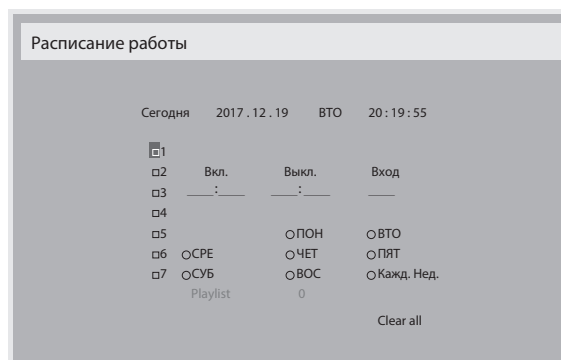 Расписание работы
Сегодня 2017 . 12 . 19 ВТО 20 : 19 : 55
1
2 Вкл. Выкл. Вход
3 ___:____ ____:____ ____
4
5 ПОН ВТО
6 СРЕ ЧЕТ ПЯТ
7 СУБ ВОС Кажд. Нед.
Playlist 0
Clear all